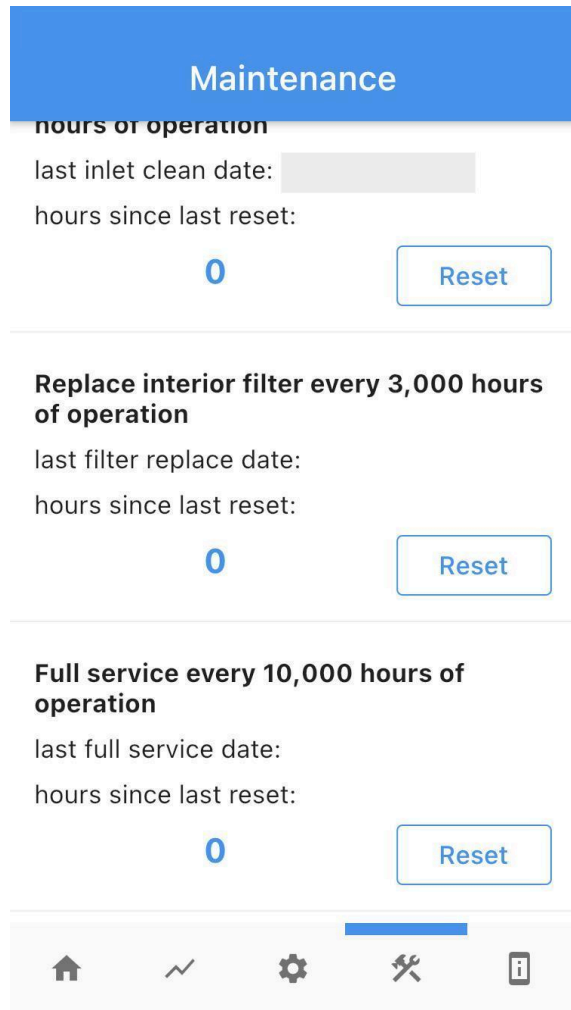 Maintenance
hours of operation
last inlet clean date:
hours since last reset:
0
Reset
Replace interior filter every 3,000 hours
of operation
last filter replace date:
hours since last reset:
0
Reset
Full service every 10,000 hours of
operation
last full service date:
hours since last reset:
0
Reset